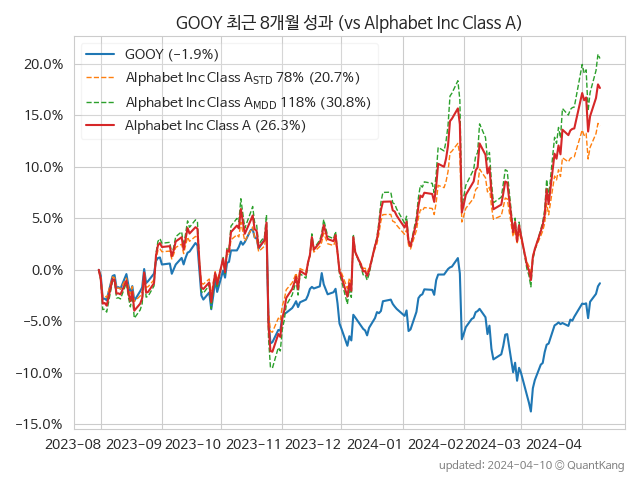 GOOY 최근 8개월 성과 (vs Alphabet Inc Class A)
GOOY (−1.9%)
Alphabet Inc Class A STD 78% (20.7%)
Alphabet Inc Class A MDD 118% (30.8%)
Alphabet Inc Class A (26.3%)
20.0%
15.0%
10.0%
5.0%
0.0%
−5.0%
−10.0%
−15.0%
2023−08 2023−09 2023−10 2023−11 2023−12 2024−01 2024−02 2024−03 2024−04
updated: 2024-04-10 ⓒ QuantKang